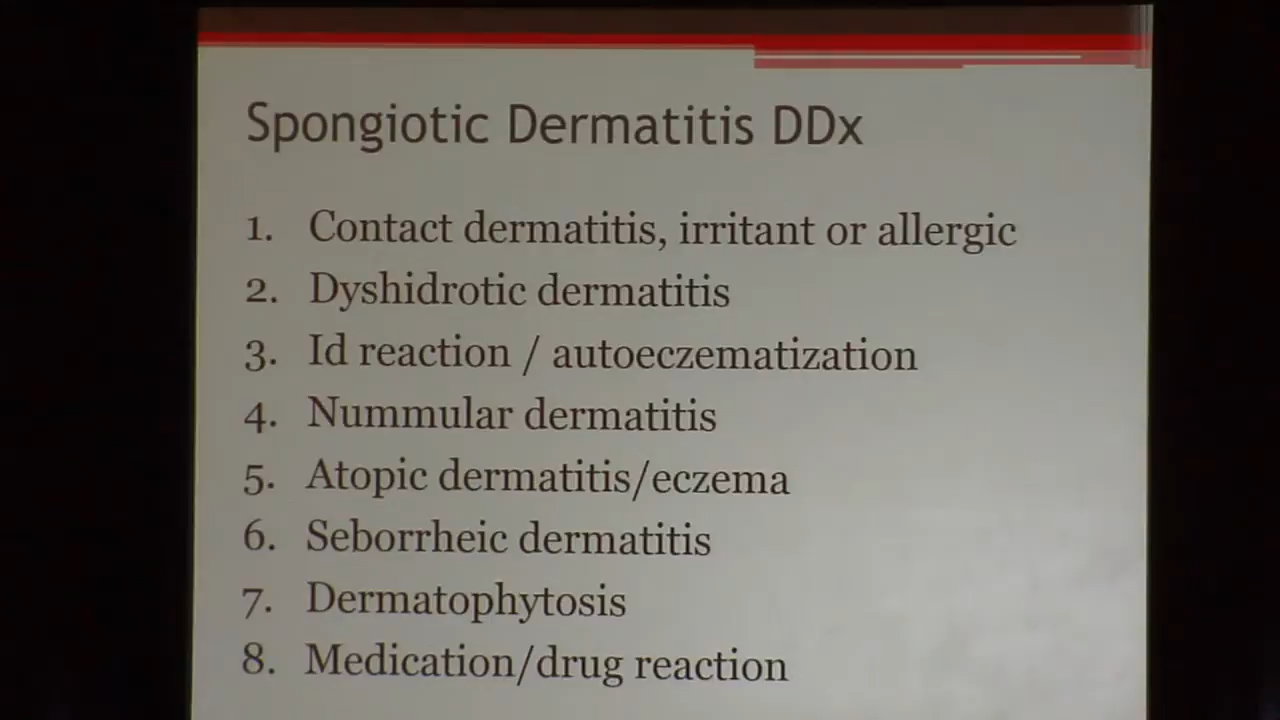 Spongiotic Dermatitis DDx
1. Contact dermatitis, irritant or allergic
2. Dyshidrotic dermatitis
3. Id reaction / autoeczematization
4. Nummular dermatitis
5. Atopic dermatitis/eczema
6. Seborrheic dermatitis
7. Dermatophytosis
8. Medication/drug reaction